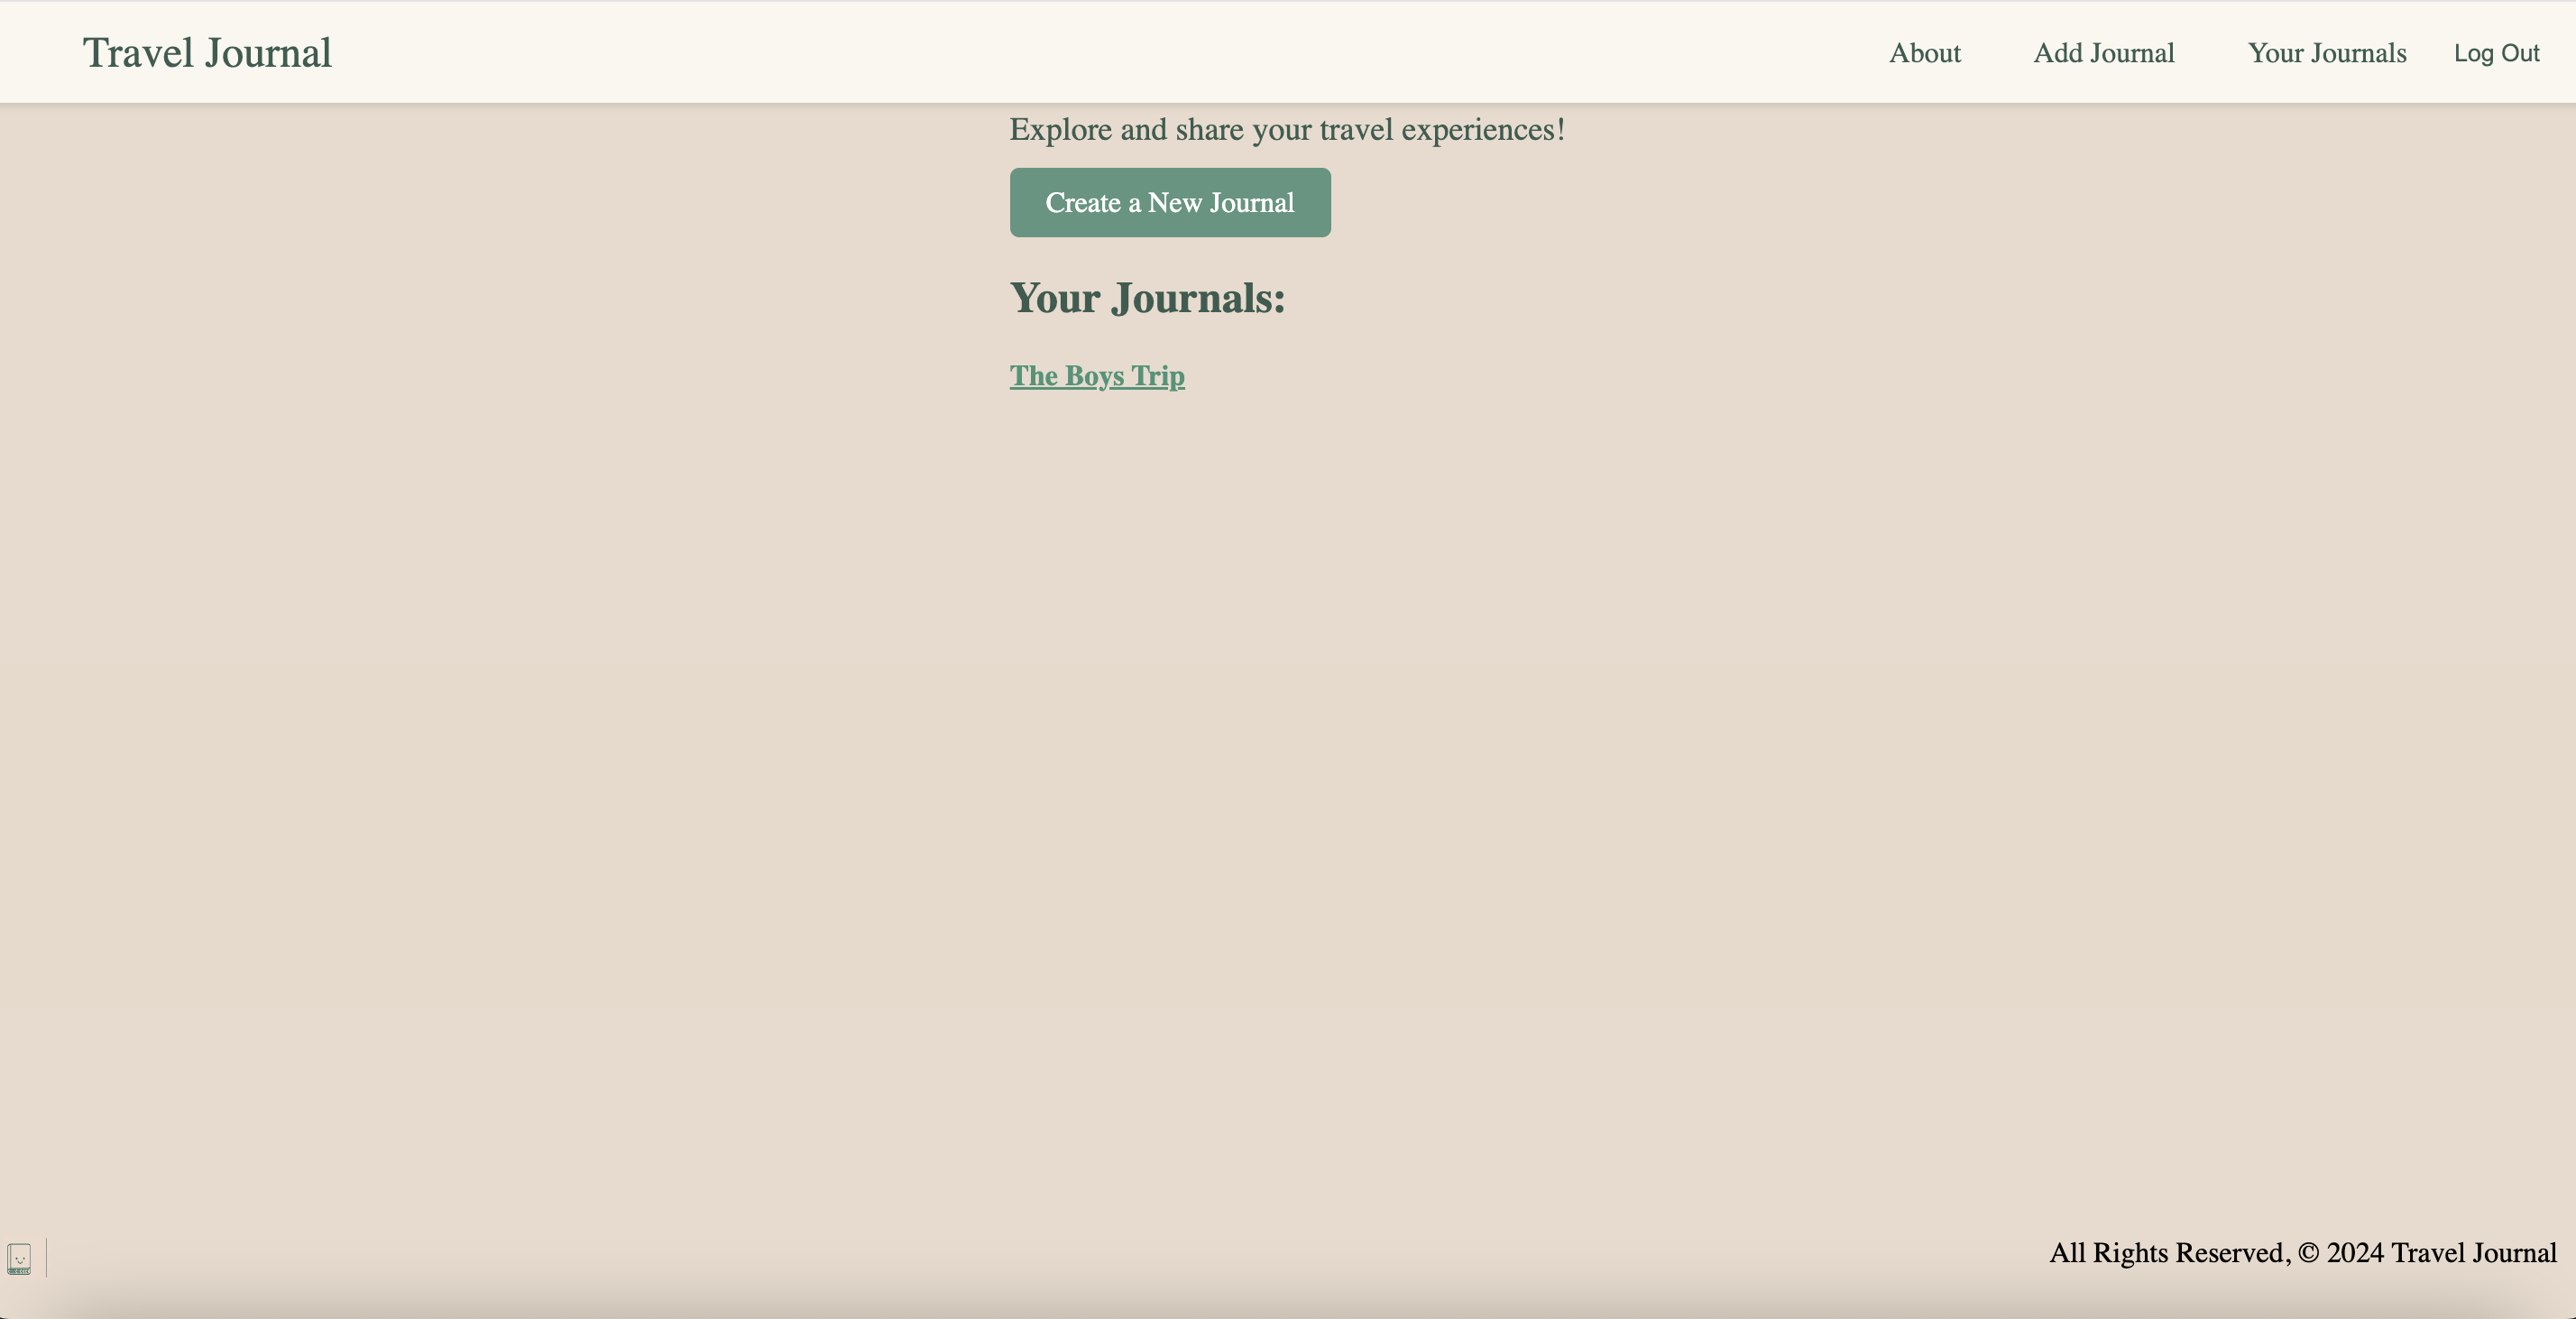 Travel Journal
About
Add Journal
Your Journals
Log Out
Explore and share your travel experiences!
Create a New Journal
Your Journals:
The Boys Trip
All Rights Reserved, © 2024 Travel Journal